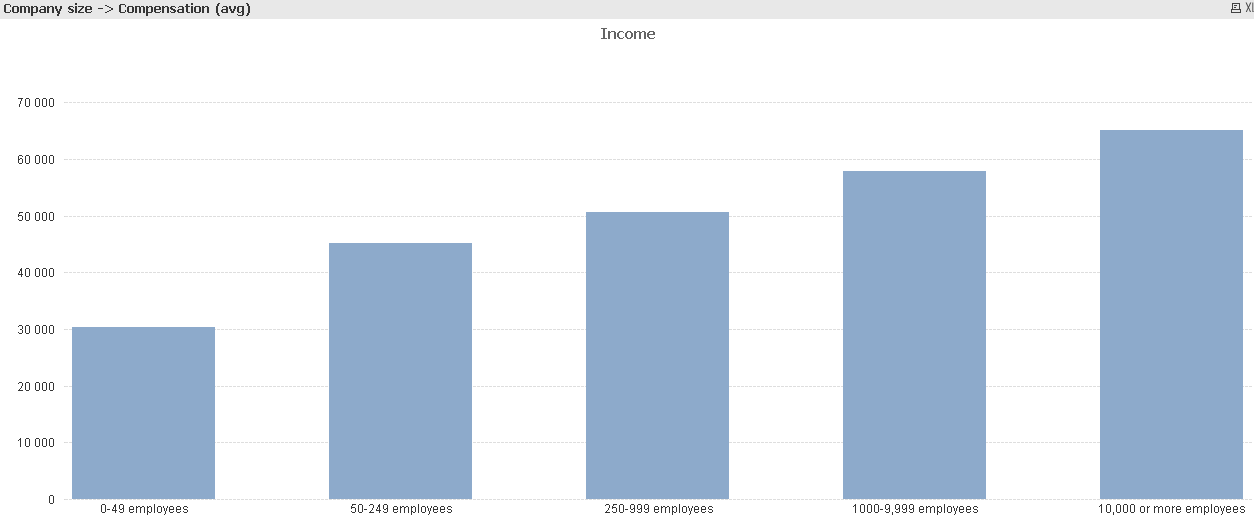 Company size -> Compensation (avg)
Income
70 000
60 000
50 000
40 000
30 000
20 000
10 000
0
0-49 employees
50-249 employees
250-999 employees
1000-9,999 employees
10,000 or more employees